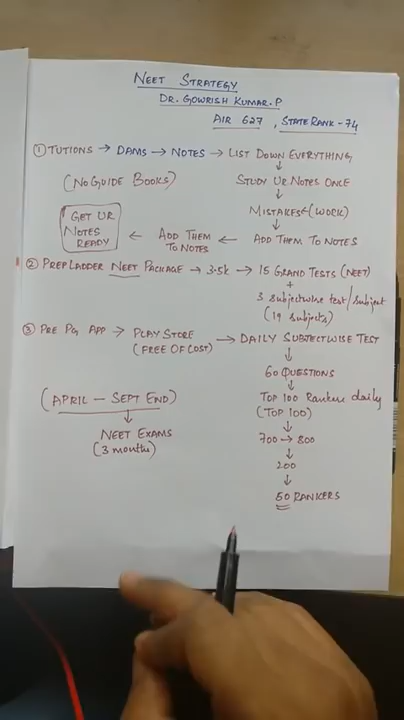 NEET STRATEGY
DR. GOWRISH KUMAR. P
AIR 627 , STATE RANK - 74
① TUTIONS → DAMS → NOTES → LIST DOWN EVERYTHING
↓
(NO GUIDE BOOKS) STUDY UR NOTES ONCE
↓
MISTAKES (WORK)
↓
GET UR NOTES READY ← ADD THEM TO NOTES ← ADD THEM TO NOTES
② PREPLADDER NEET PACKAGE → 3.5k → 15 GRAND TESTS (NEET)
+
3 subjectwise test/subject
(19 subjects)
③ PRE PG APP → PLAY STORE → DAILY SUBJECTWISE TEST
(FREE OF COST)
↓
60 QUESTIONS
↓
(APRIL — SEPT END) TOP 100 Rankers daily
↓ (TOP 100)
↓
NEET EXAMS 700 → 800
(3 months) ↓
200
↓
50 RANKERS